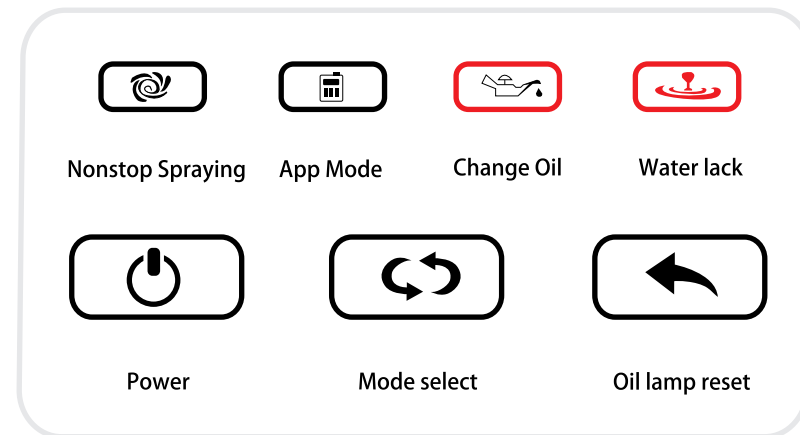 Nonstop Spraying
App Mode
Change Oil
Water lack
Power
Mode select
Oil lamp reset